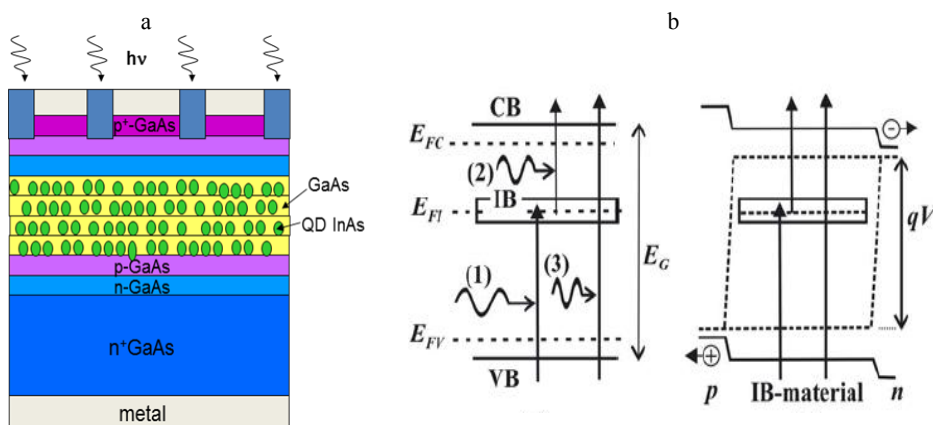 a
b
hν
p⁺-GaAs
GaAs
QD InAs
p-GaAs
n-GaAs
n⁺GaAs
metal
CB
E_FC
(2)
IB
E_FI
(1)
(3)
E_G
E_FV
VB
qV
p
IB-material
n